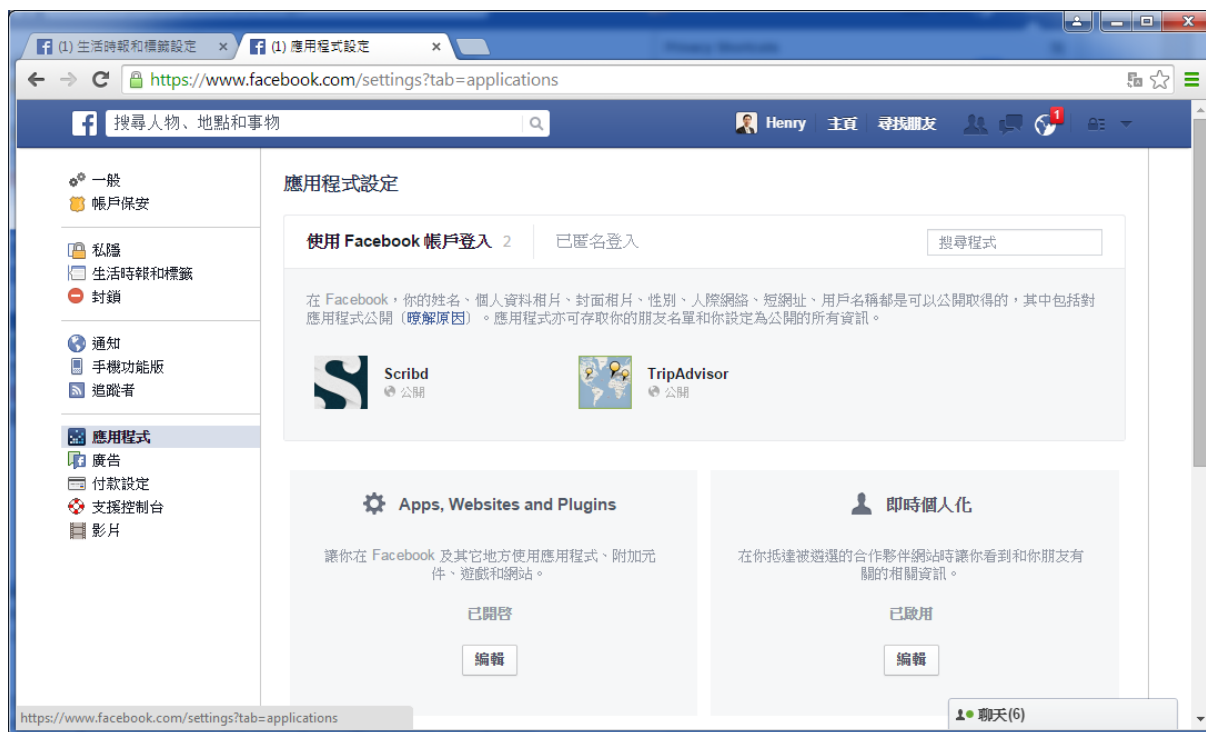 (1) 生活時報和標籤設定
(1) 應用程式設定
Privacy Shortcuts
https://www.facebook.com/settings?tab=applications
搜尋人物、地點和事物
Henry
主頁
尋找朋友
1
一般
帳戶保安
私隱
生活時報和標籤
封鎖
通知
手機功能版
追蹤者
應用程式
廣告
付款設定
支援控制台
影片
應用程式設定
使用 Facebook 帳戶登入 2
已匿名登入
搜尋程式
在 Facebook，你的姓名、個人資料相片、封面相片、性別、人際網絡、短網址、用戶名稱都是可以公開取得的，其中包括對
應用程式公開（瞭解原因）。應用程式亦可存取你的朋友名單和你設定為公開的所有資訊。
Scribd
公開
TripAdvisor
公開
Apps, Websites and Plugins
讓你在 Facebook 及其它地方使用應用程式、附加元
件、遊戲和網站。
已開啓
編輯
即時個人化
在你抵達被遴選的合作夥伴網站時讓你看到和你朋友有
關的相關資訊。
已啟用
編輯
https://www.facebook.com/settings?tab=applications
聊天(6)